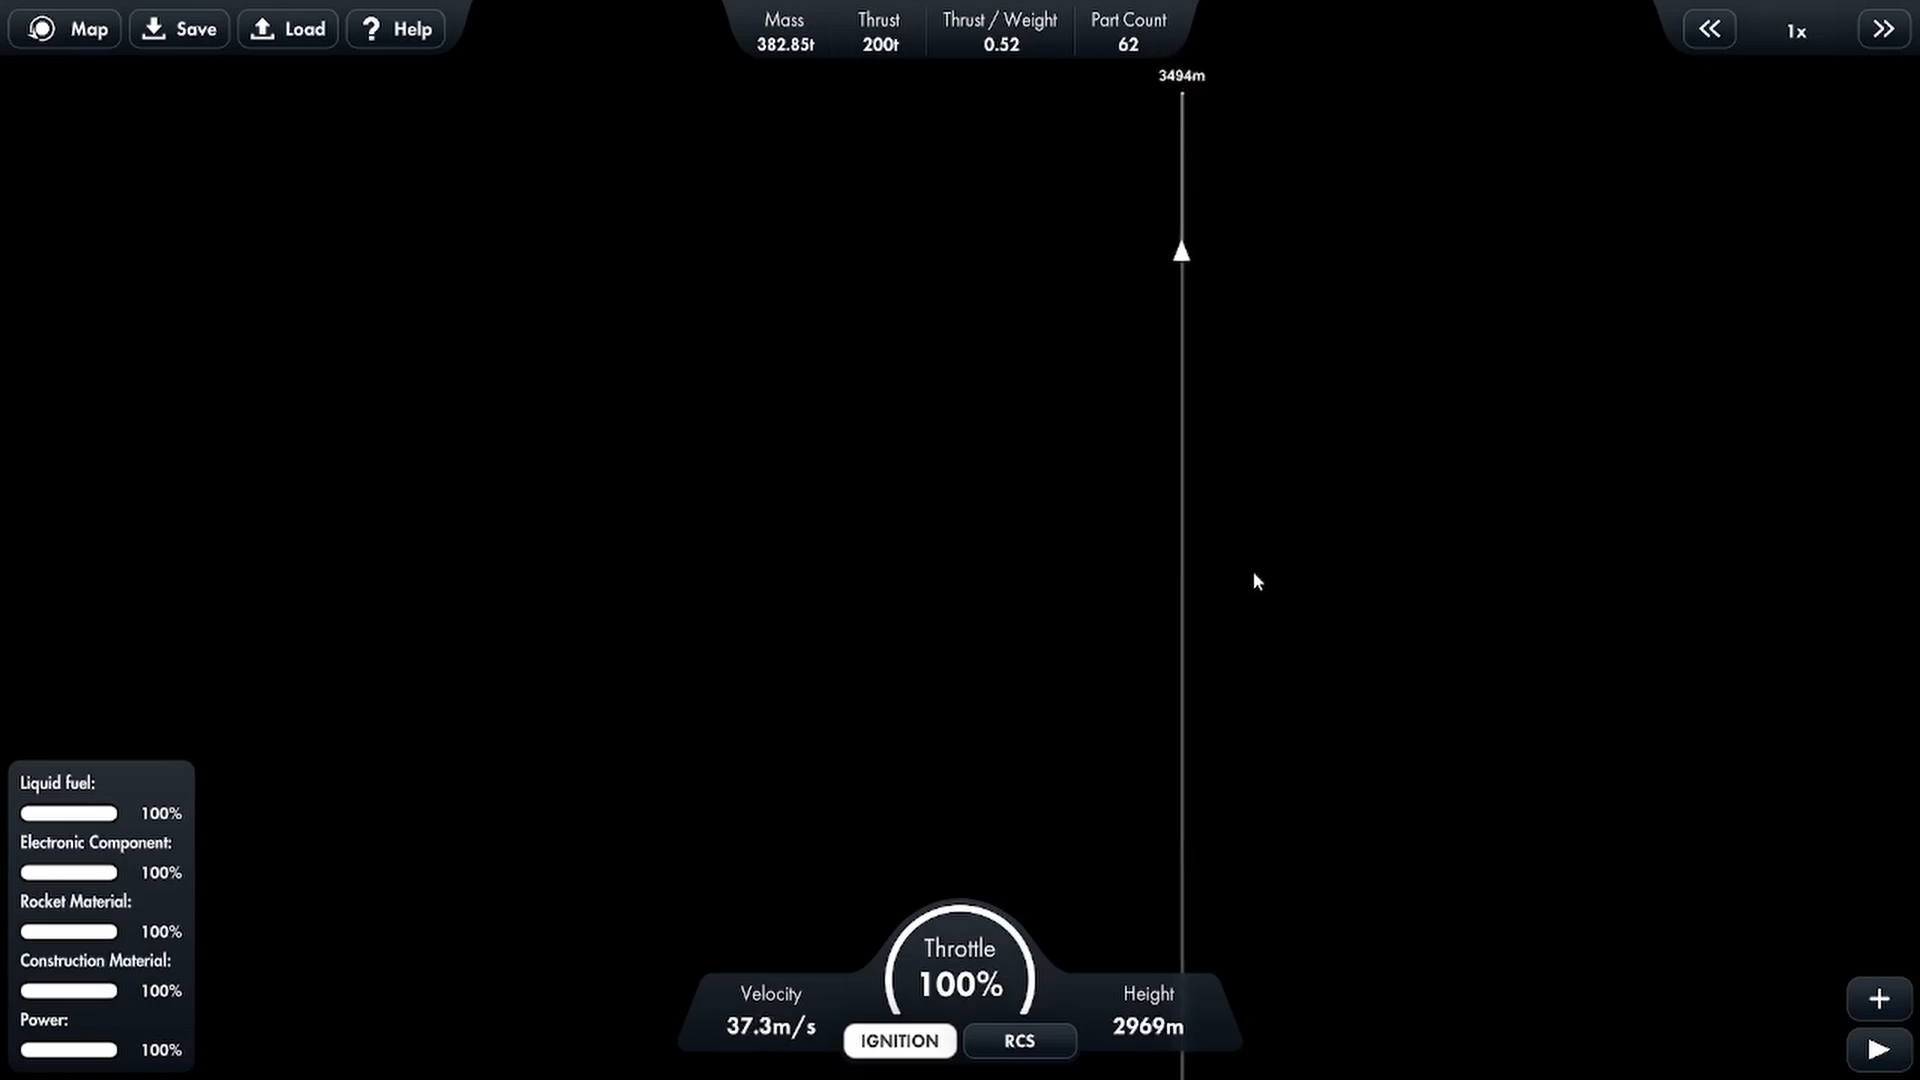 Map Save Load Help
Mass Thrust Thrust / Weight Part Count
382.85t 200t 0.52 62
1x
3494m
Liquid fuel:
100%
Electronic Component:
100%
Rocket Material:
100%
Construction Material:
100%
Power:
100%
Throttle
100%
Velocity
37.3m/s
Height
2969m
IGNITION RCS